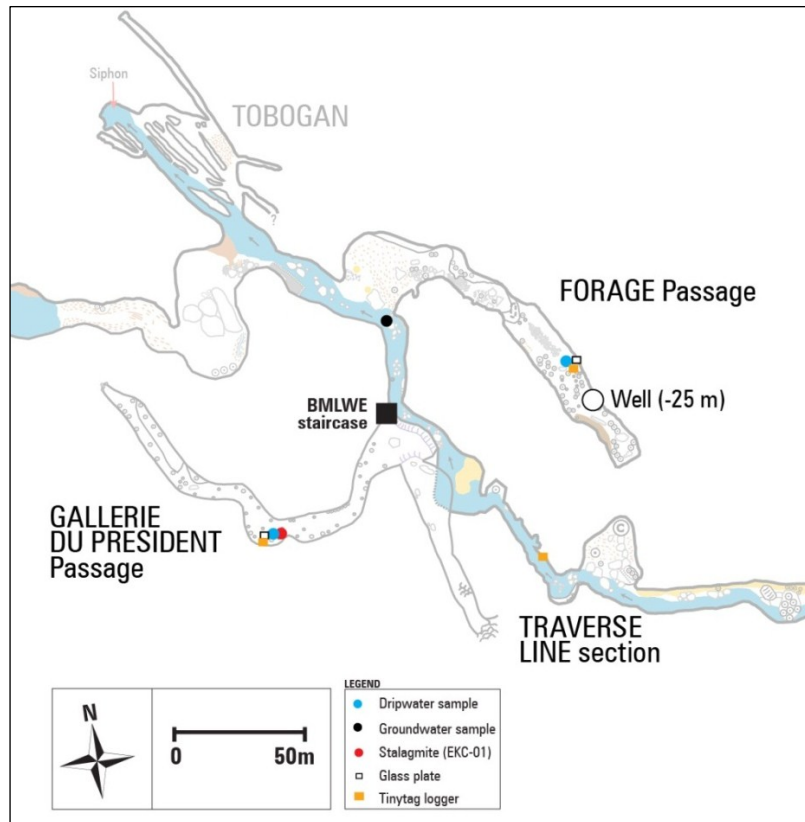 Siphon
TOBOGAN
?
FORAGE Passage
Well (-25 m)
BMLWE
staircase
GALLERIE
DU PRESIDENT
Passage
C
TRAVERSE
LINE section
LEGEND
N
0 50m
Dripwater sample
Groundwater sample
Stalagmite (EKC-01)
Glass plate
Tinytag logger